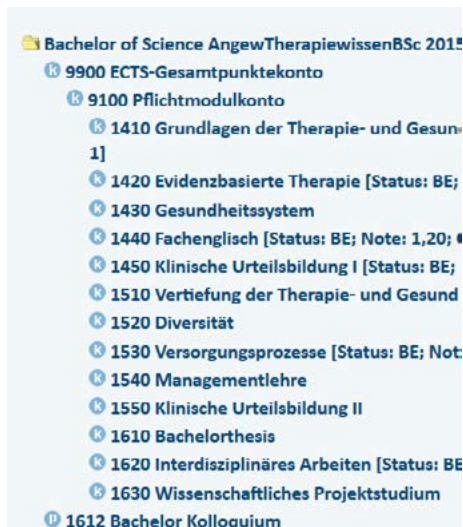 Bachelor of Science AngewTherapiewissenBSc 2015
k 9900 ECTS-Gesamtpunktekonto
k 9100 Pflichtmodulkonto
k 1410 Grundlagen der Therapie- und Gesun
1]
k 1420 Evidenzbasierte Therapie [Status: BE;
k 1430 Gesundheitssystem
k 1440 Fachenglisch [Status: BE; Note: 1,20;
k 1450 Klinische Urteilsbildung I [Status: BE;
k 1510 Vertiefung der Therapie- und Gesund
k 1520 Diversität
k 1530 Versorgungsprozesse [Status: BE; Not
k 1540 Managementlehre
k 1550 Klinische Urteilsbildung II
k 1610 Bachelorthesis
k 1620 Interdisziplinäres Arbeiten [Status: BE
k 1630 Wissenschaftliches Projektstudium
p 1612 Bachelor Kolloquium